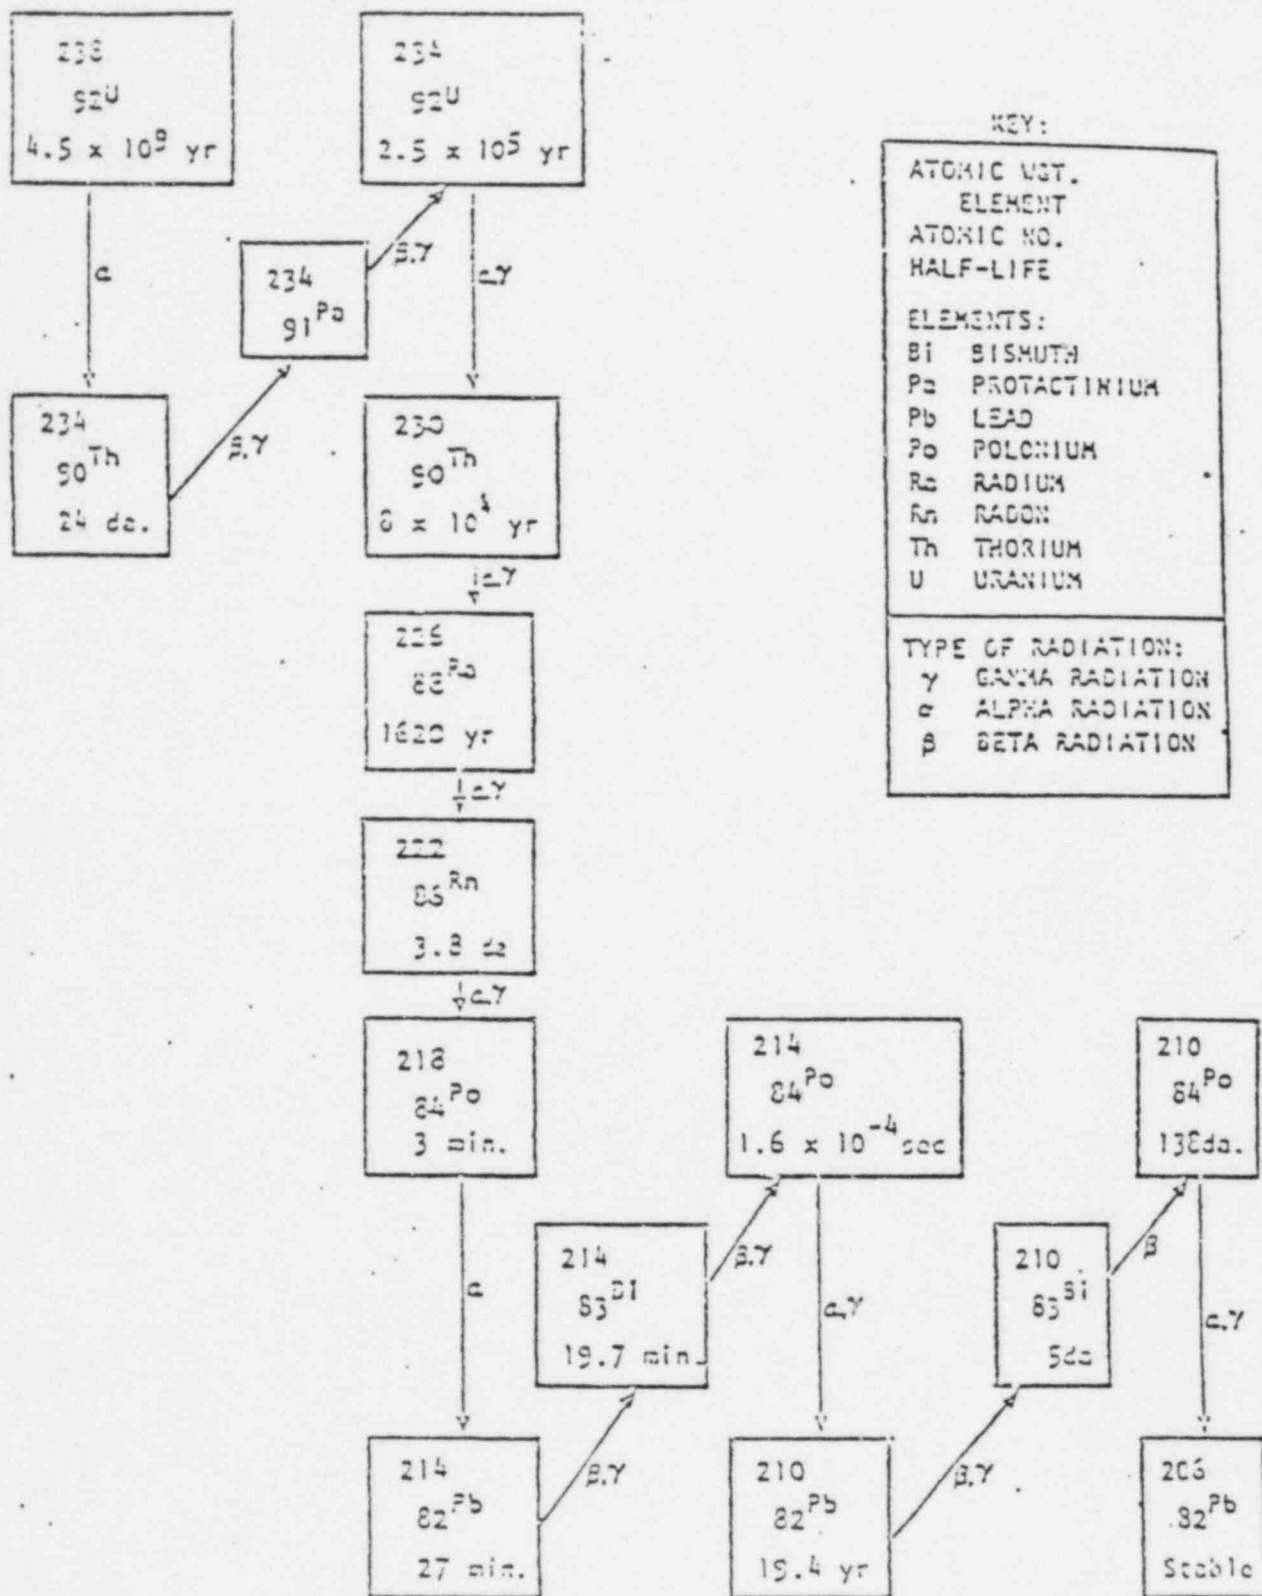 238
92U
4.5 x 10⁹ yr
α
234
90Th
24 da.
β,γ
234
91Pa
β,γ
234
92U
2.5 x 10⁵ yr
α,γ
230
90Th
8 x 10⁴ yr
α,γ
226
88Ra
1620 yr
α,γ
222
86Rn
3.8 da
α,γ
218
84Po
3 min.
α
214
82Pb
27 min.
β,γ
214
83Bi
19.7 min.
β,γ
214
84Po
1.6 x 10⁻⁴ sec
α,γ
210
82Pb
19.4 yr
β,γ
210
83Bi
5da
β
210
84Po
138da.
α,γ
206
82Pb
Stable
KEY:
ATOMIC WGT.
ELEMENT
ATOMIC NO.
HALF-LIFE
ELEMENTS:
Bi BISMUTH
Pa PROTACTINIUM
Pb LEAD
Po POLONIUM
Ra RADIUM
Rn RADON
Th THORIUM
U URANIUM
TYPE OF RADIATION:
γ GAMMA RADIATION
α ALPHA RADIATION
β BETA RADIATION